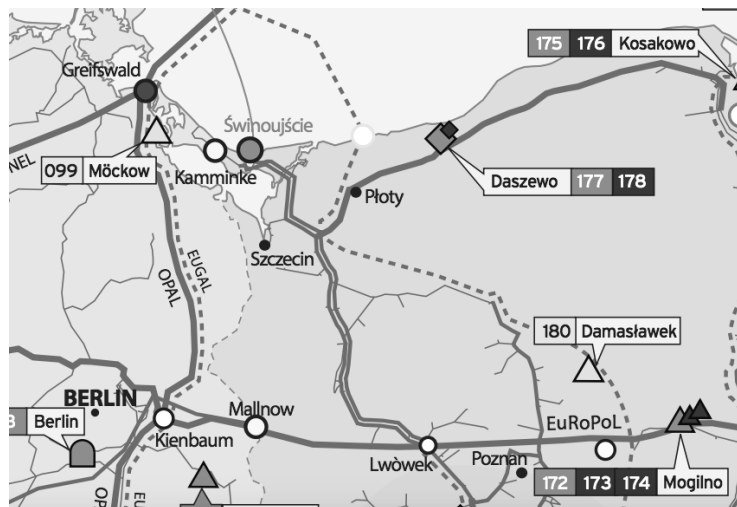 175 176 Kosakowo
Greifswald
Świnoujście
NEL
099 Möckow
Kamminke
Daszewo 177 178
Płoty
Szczecin
EUGAL
OPAL
180 Damasławek
BERLIN
Mallnow
EuRoPoL
Berlin
Kienbaum
Lwòwek
Poznan
172 173 174 Mogilno